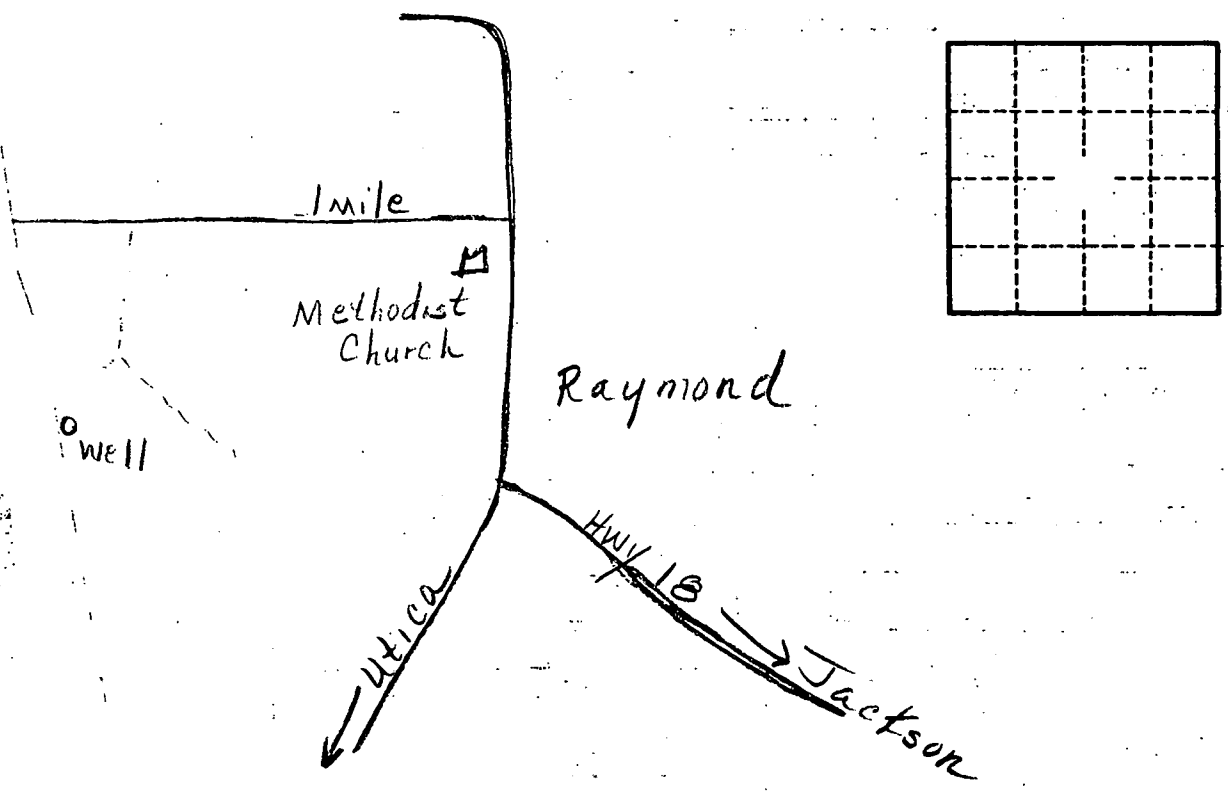 1 Mile
Methodist
Church
Raymond
Well
Hwy 18
Utica
Jackson